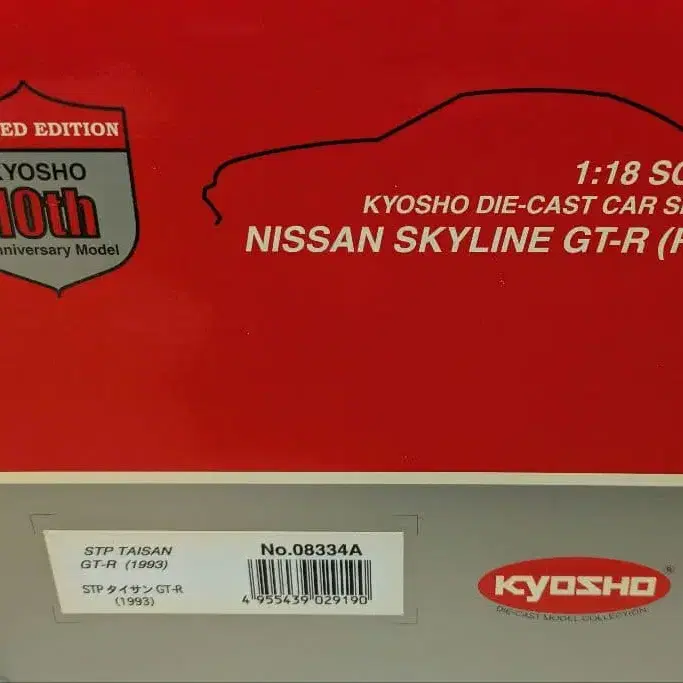 ED EDITION
KYOSHO
10th
nniversary Model
1:18 SC
KYOSHO DIE-CAST CAR S
NISSAN SKYLINE GT-R (
STP TAISAN
GT-R (1993)
STP タイサン GT-R
(1993)
No.08334A
4 955439 029190
KYOSHO ®
DIE-CAST MODEL COLLECTION